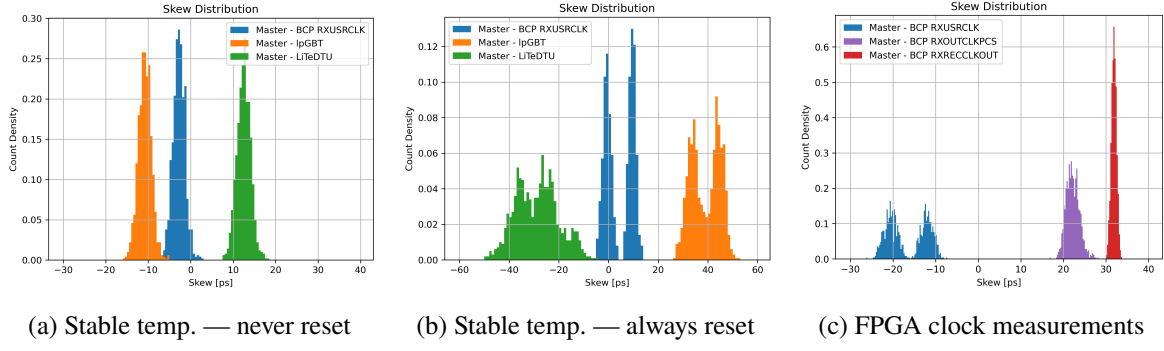 Skew Distribution
Master - BCP RXUSRCLK
Master - lpGBT
Master - LiTeDTU
Count Density
0.30
0.25
0.20
0.15
0.10
0.05
0.00
−30 −20 −10 0 10 20 30 40
Skew [ps]
(a) Stable temp. — never reset
Skew Distribution
Master - BCP RXUSRCLK
Master - lpGBT
Master - LiTeDTU
Count Density
0.12
0.10
0.08
0.06
0.04
0.02
0.00
−60 −40 −20 0 20 40 60
Skew [ps]
(b) Stable temp. — always reset
Skew Distribution
Master - BCP RXUSRCLK
Master - BCP RXOUTCLKPCS
Master - BCP RXRECCLKOUT
Count Density
0.6
0.5
0.4
0.3
0.2
0.1
0.0
−30 −20 −10 0 10 20 30 40
Skew [ps]
(c) FPGA clock measurements